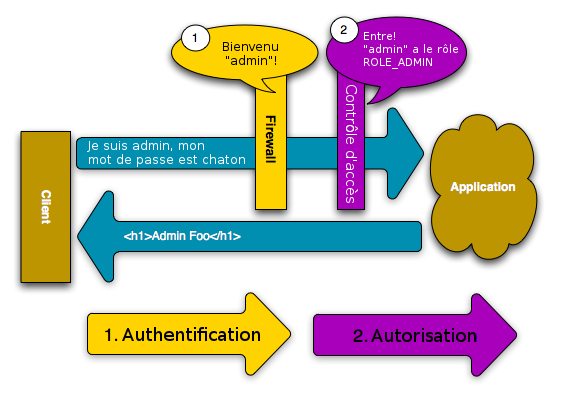 1
Bienvenu
"admin"!
2
Entre!
"admin" a le rôle
ROLE_ADMIN
Client
Je suis admin, mon
mot de passe est chaton
Firewall
Contrôle d'accès
Application
<h1>Admin Foo</h1>
1. Authentification
2. Autorisation